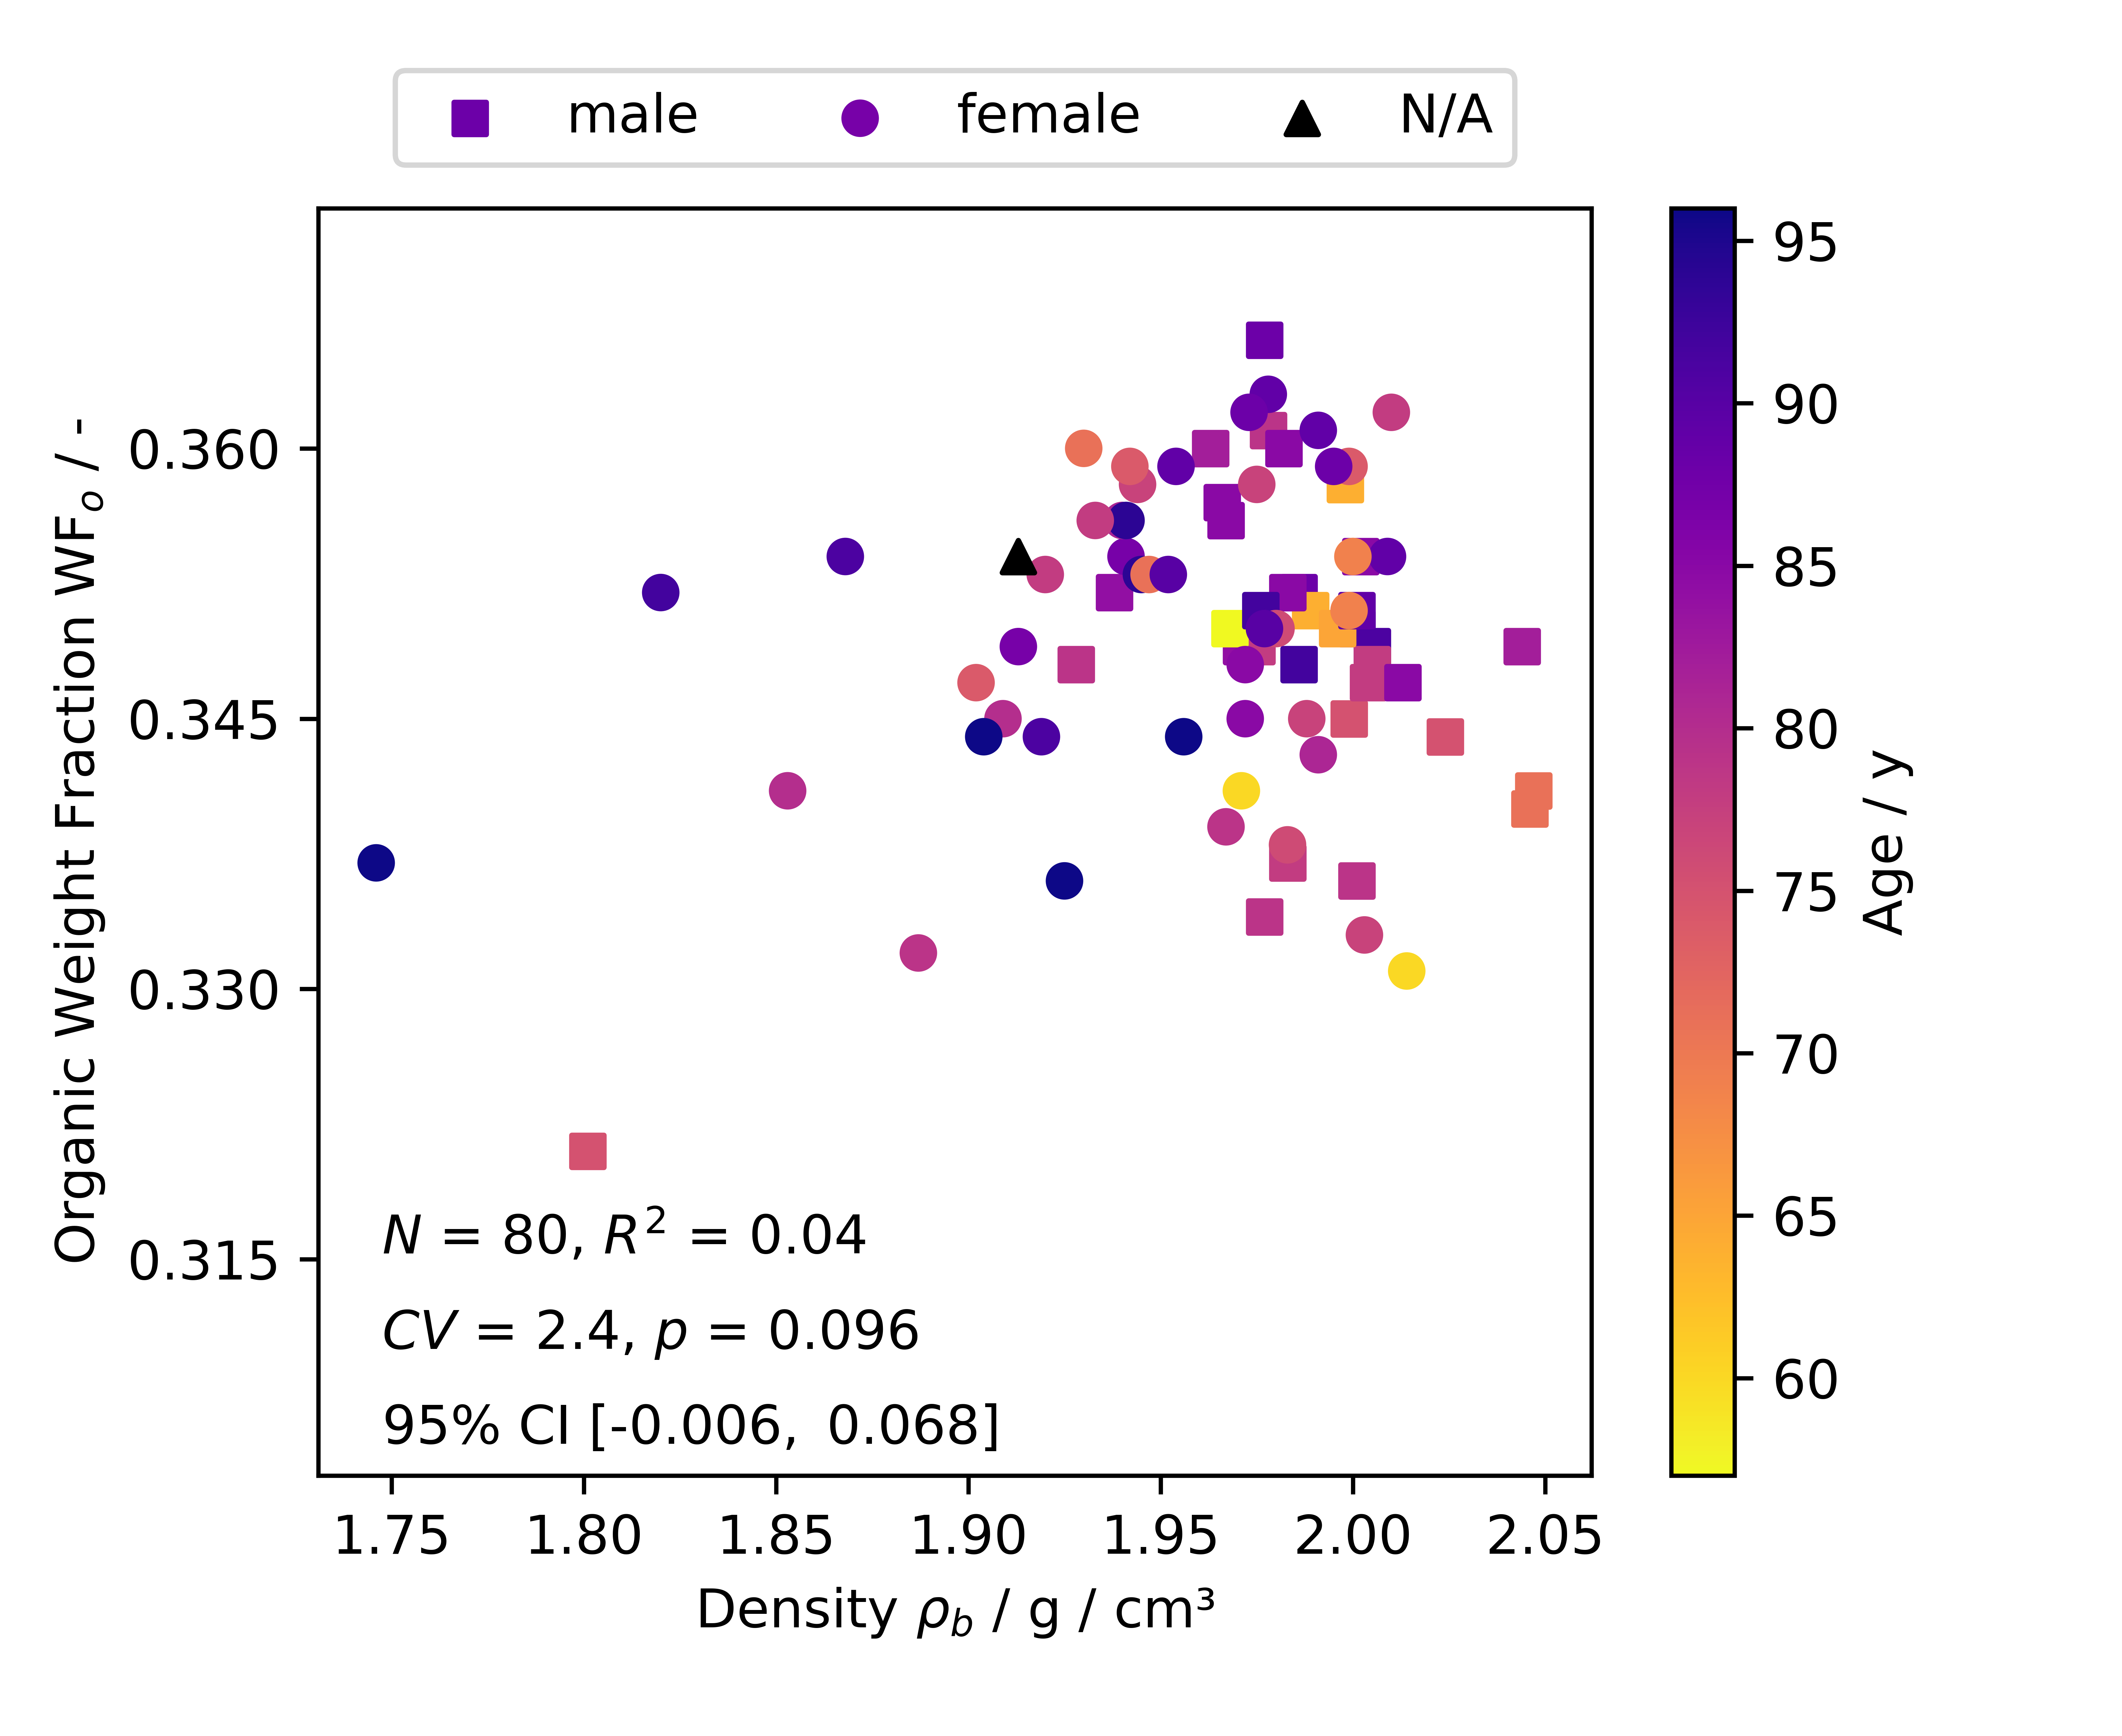 male female N/A
Organic Weight Fraction WFₒ / -
0.360
0.345
0.330
0.315
N = 80, R² = 0.04
CV = 2.4, p = 0.096
95% CI [-0.006, 0.068]
1.75 1.80 1.85 1.90 1.95 2.00 2.05
Density ρ_b / g / cm³
95
90
85
80
75
70
65
60
Age / y